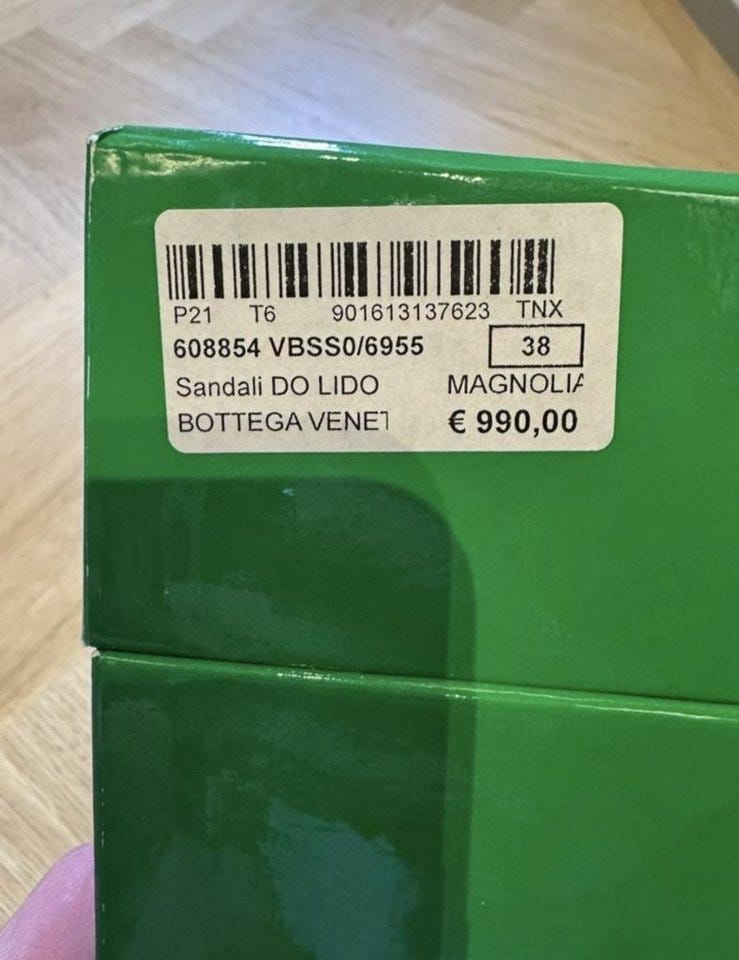 P21 T6 901613137623 TNX
608854 VBSS0/6955 38
Sandali DO LIDO MAGNOLIA
BOTTEGA VENET € 990,00